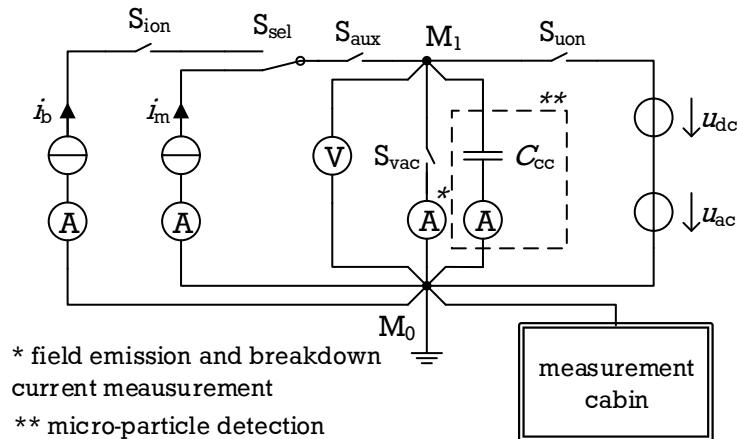 S_ion
S_sel
S_aux
M_1
S_uon
**
*
i_b
i_m
u_dc
V
S_vac
C_cc
*
A
A
A
A
u_ac
M_0
* field emission and breakdown
current meausurement
** micro-particle detection
measurement
cabin